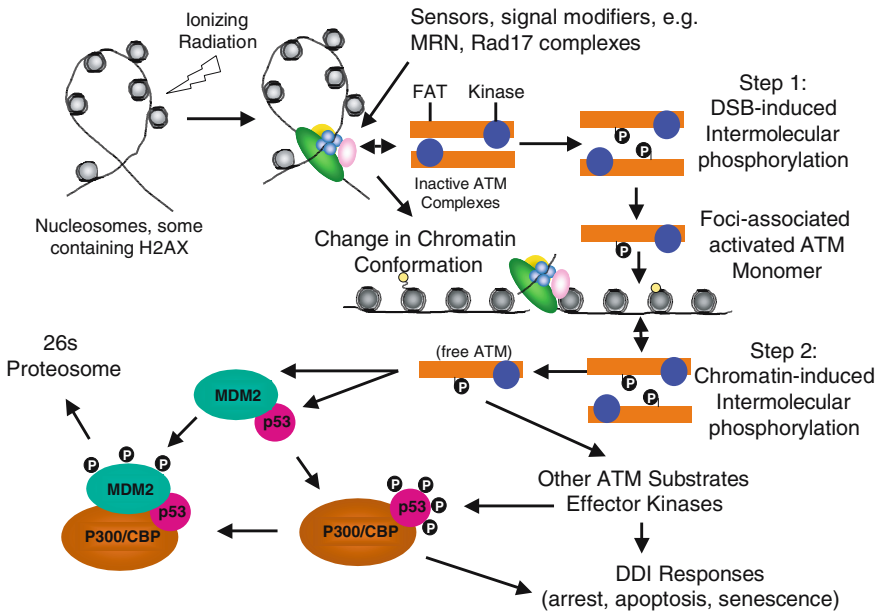 Ionizing
Radiation
Sensors, signal modifiers, e.g.
MRN, Rad17 complexes
FAT
Kinase
Step 1:
DSB-induced
Intermolecular
phosphorylation
P
P
Inactive ATM
Complexes
Nucleosomes, some
containing H2AX
Change in Chromatin
Conformation
P
Foci-associated
activated ATM
Monomer
26s
Proteosome
(free ATM)
P
P
P
Step 2:
Chromatin-induced
Intermolecular
phosphorylation
MDM2
p53
P
P
P
MDM2
p53
P300/CBP
P
P
P
P
p53
P300/CBP
Other ATM Substrates
Effector Kinases
DDI Responses
(arrest, apoptosis, senescence)